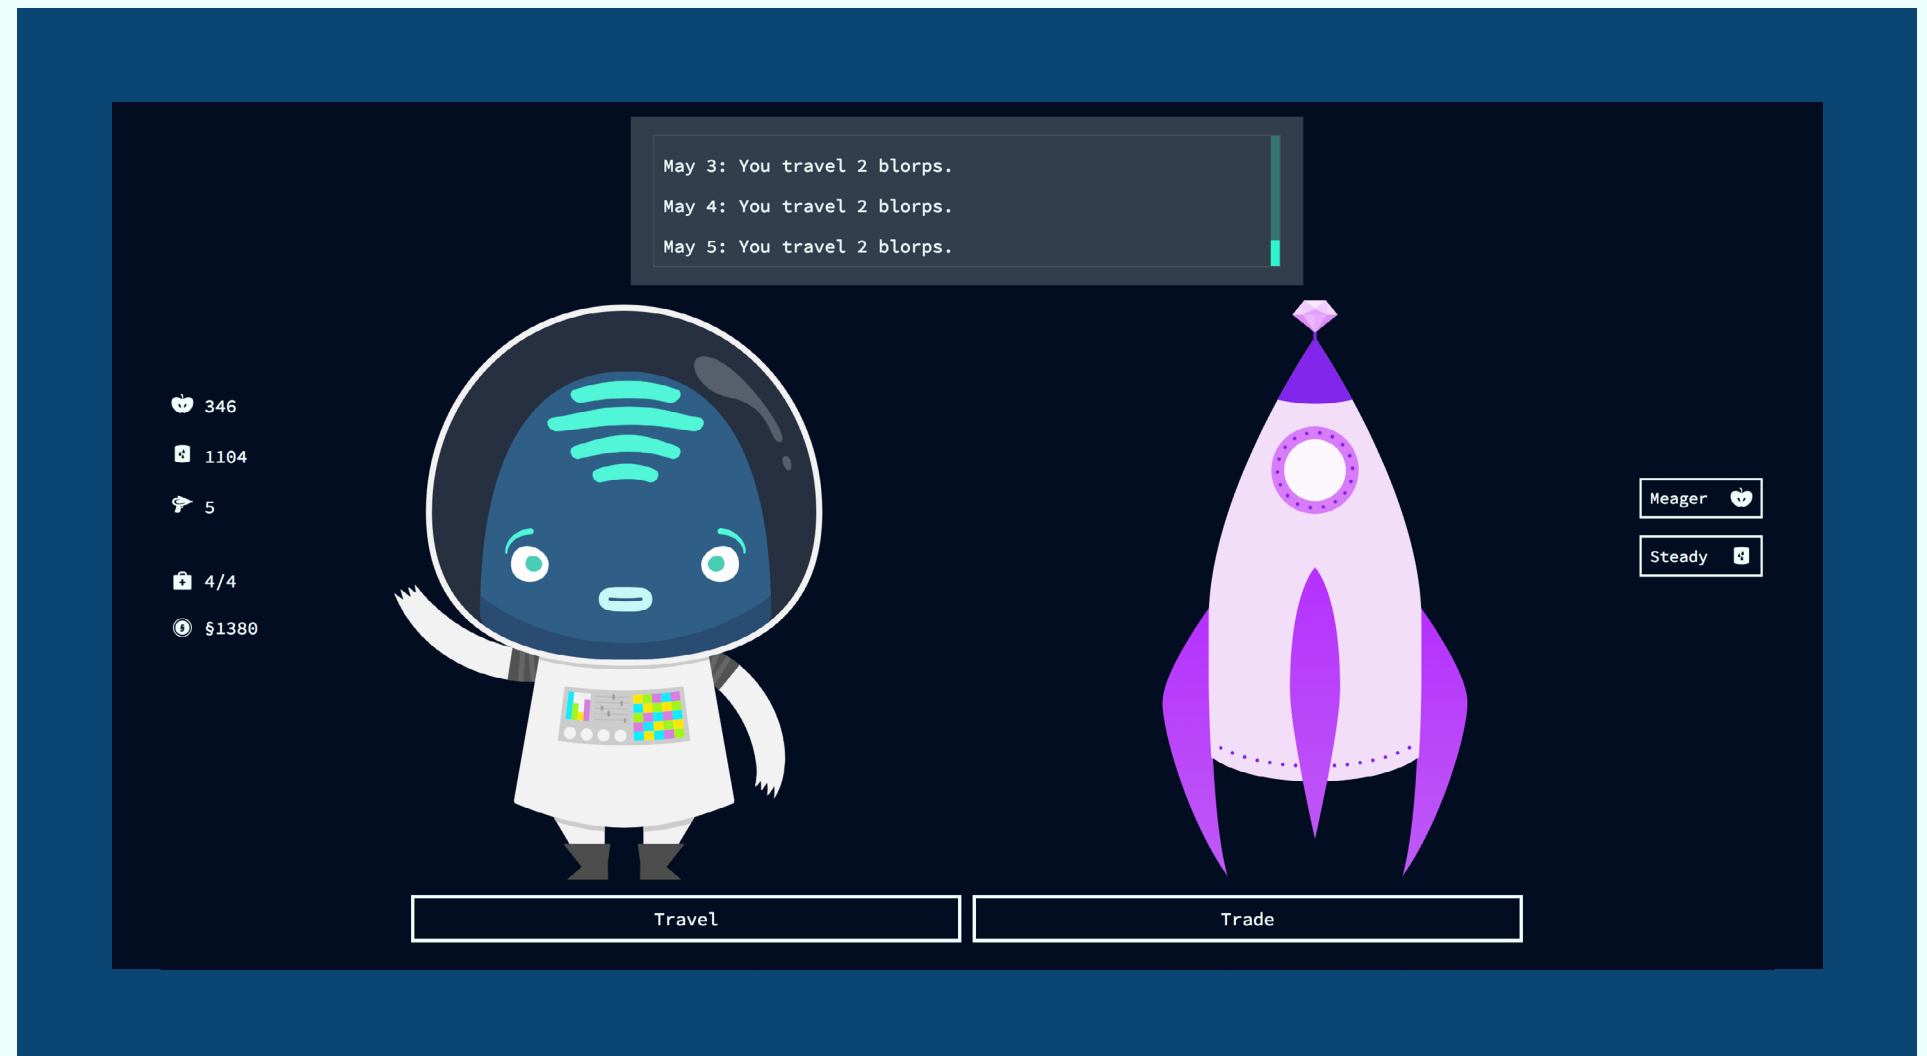 May 3: You travel 2 blorps.
May 4: You travel 2 blorps.
May 5: You travel 2 blorps.
346
1104
5
4/4
§1380
Meager
Steady
Travel
Trade